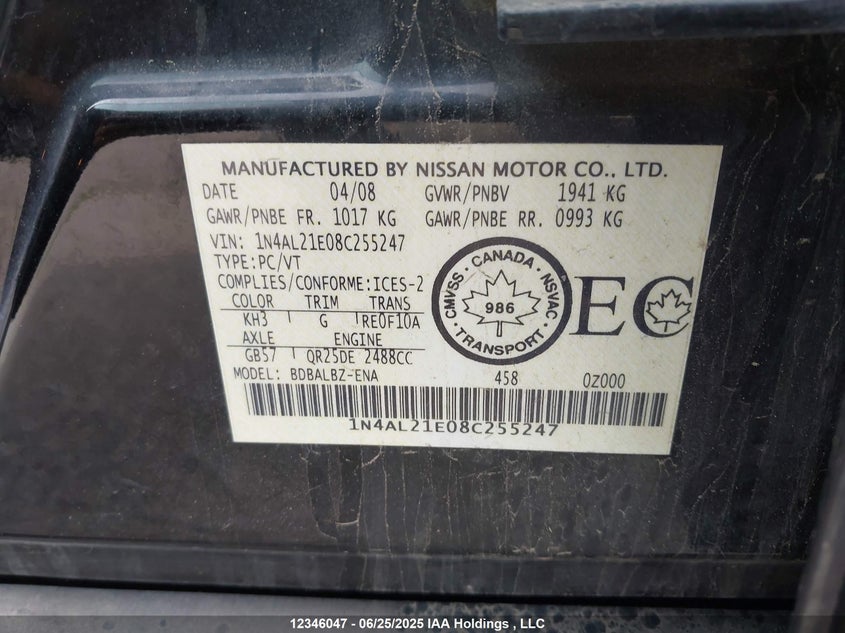 MANUFACTURED BY NISSAN MOTOR CO., LTD.
DATE 04/08 GVWR/PNBV 1941 KG
GAWR/PNBE FR. 1017 KG GAWR/PNBE RR. 0993 KG
VIN: 1N4AL21E08C255247
TYPE:PC/VT
COMPLIES/CONFORME:ICES-2
COLOR TRIM TRANS
KH3 G RE0F10A
AXLE ENGINE
GB57 QR25DE 2488CC
MODEL: BDBALBZ-ENA 458 0Z000
CMVSS · CANADA · NSVAC
986
· TRANSPORT ·
EC
1N4AL21E08C255247
12346047 - 06/25/2025 IAA Holdings, LLC